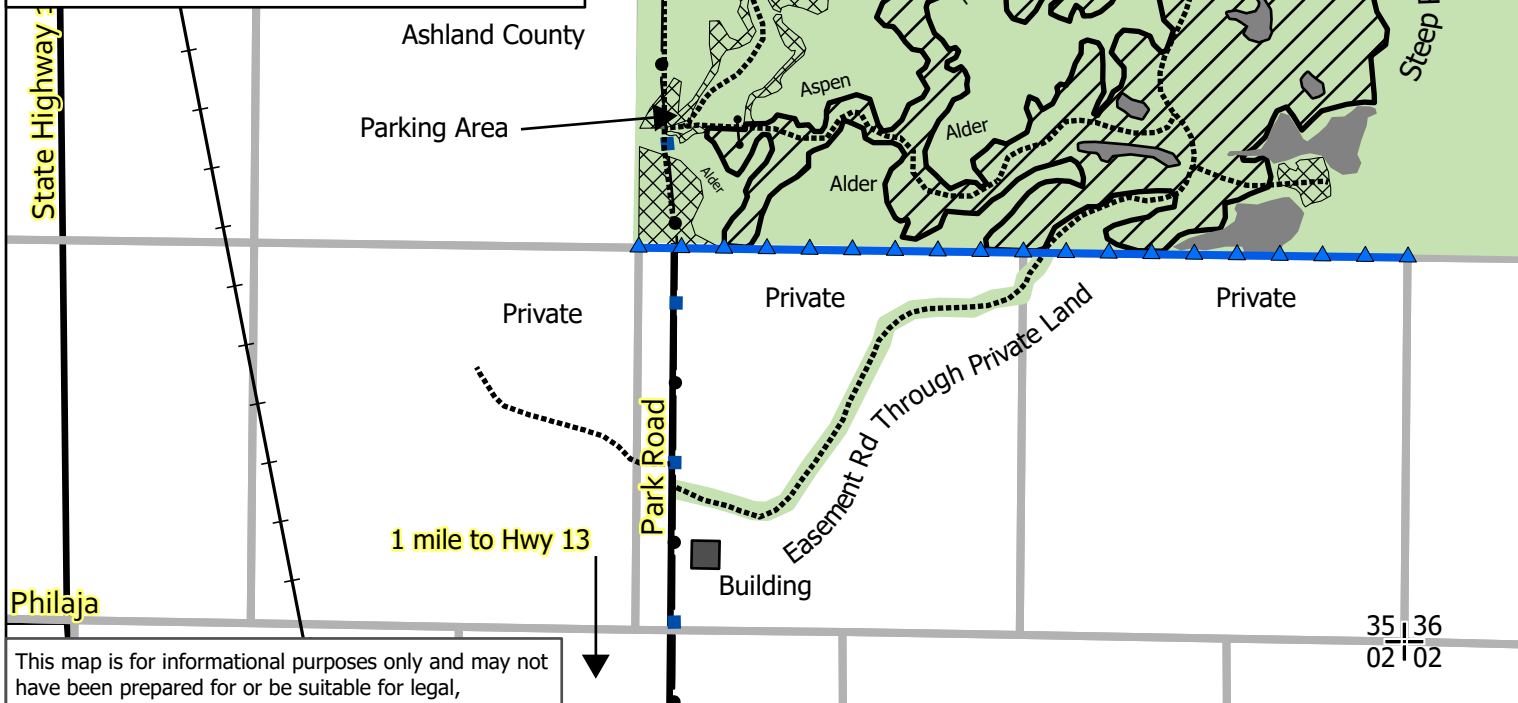 Ashland County
State Highway
Steep
Aspen
Parking Area
Alder
Alder
Alder
Private
Private
Private
Easement Rd Through Private Land
Park Road
1 mile to Hwy 13
Building
Philaja
35 36
02 02
This map is for informational purposes only and may not
have been prepared for or be suitable for legal,